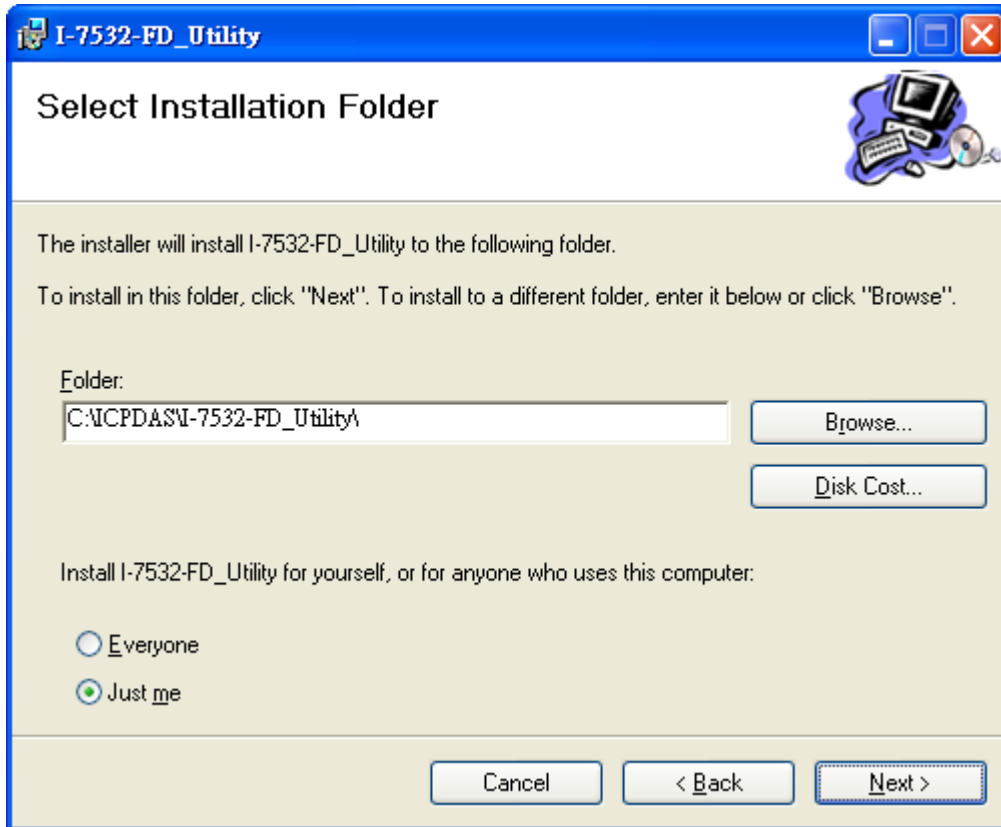 I-7532-FD_Utility
Select Installation Folder
The installer will install I-7532-FD_Utility to the following folder.
To install in this folder, click "Next". To install to a different folder, enter it below or click "Browse".
Folder:
C:\ICPDAS\I-7532-FD_Utility\
Browse...
Disk Cost...
Install I-7532-FD_Utility for yourself, or for anyone who uses this computer:
Everyone
Just me
Cancel
< Back
Next >